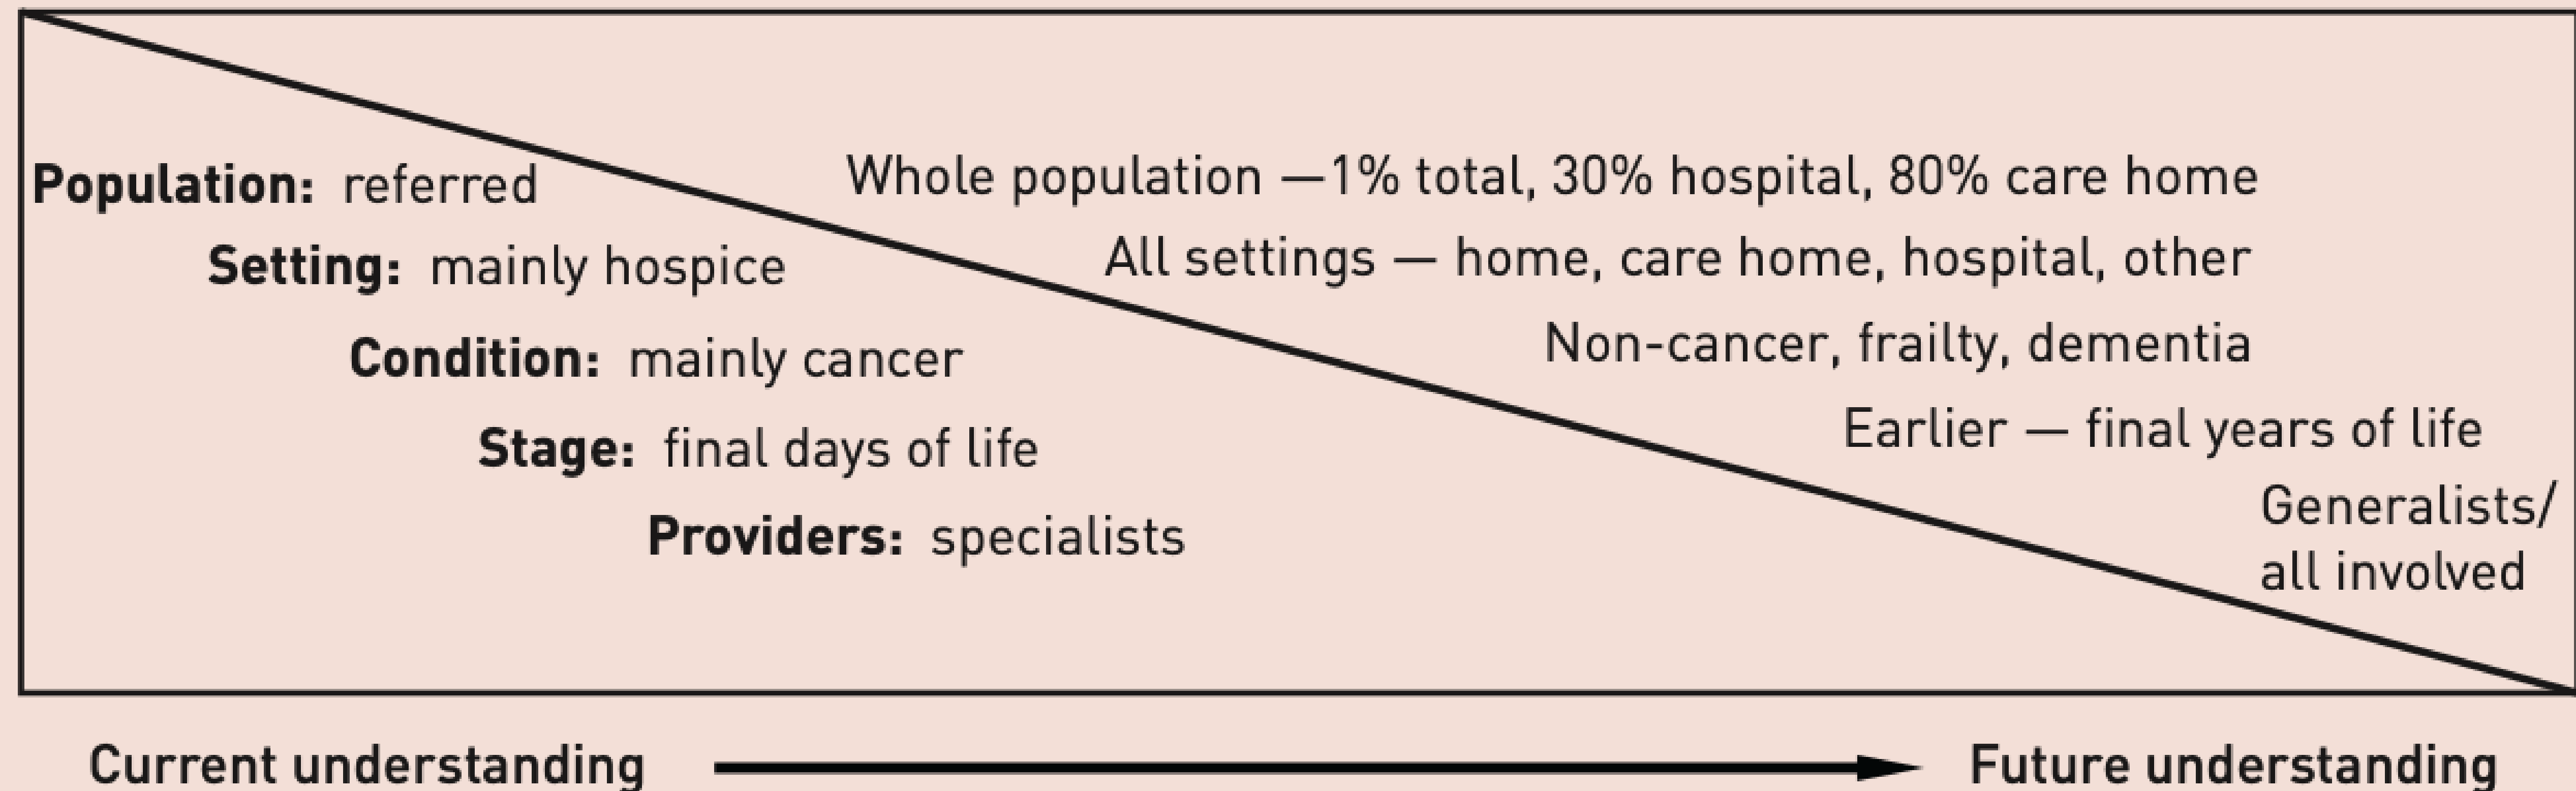 Population: referred
Whole population —1% total, 30% hospital, 80% care home
Setting: mainly hospice
All settings — home, care home, hospital, other
Condition: mainly cancer
Non-cancer, frailty, dementia
Stage: final days of life
Earlier — final years of life
Providers: specialists
Generalists/
all involved
Current understanding
Future understanding